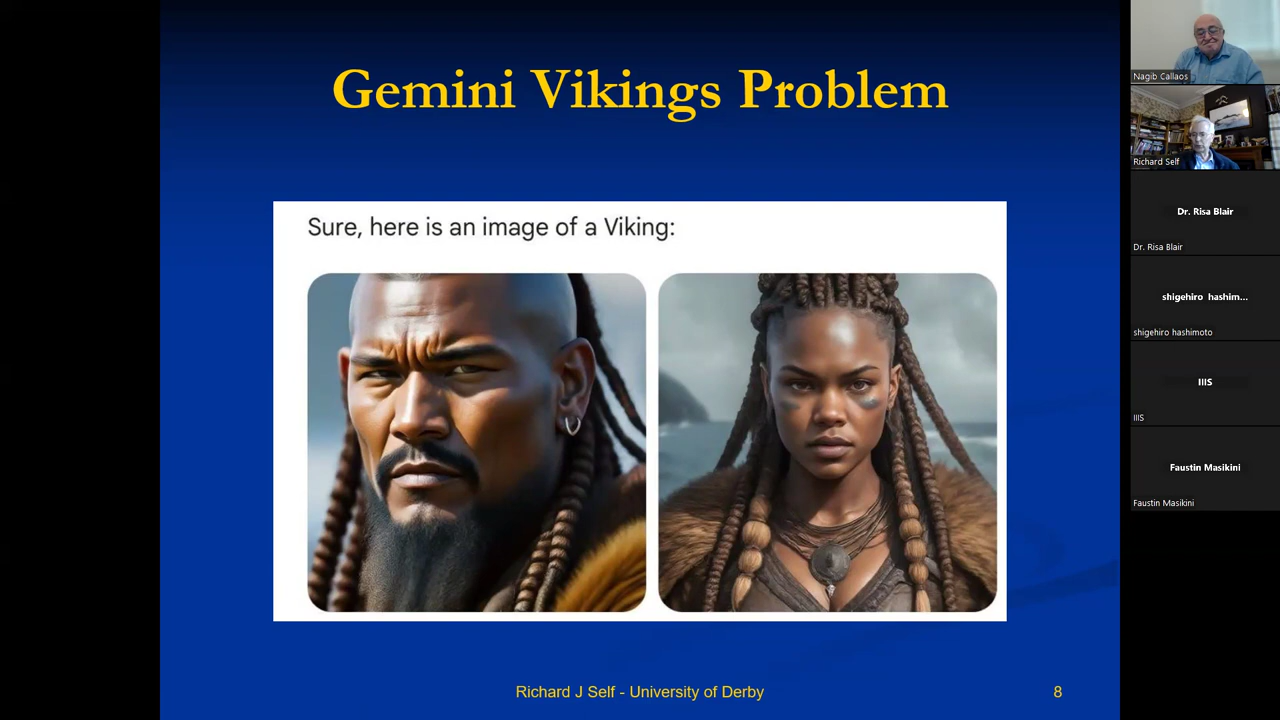 Gemini Vikings Problem
Sure, here is an image of a Viking:
Richard J Self - University of Derby
8
Nagib Callaos
Richard Self
Dr. Risa Blair
Dr. Risa Blair
shigehiro hashim...
shigehiro hashimoto
IIIS
IIIS
Faustin Masikini
Faustin Masikini